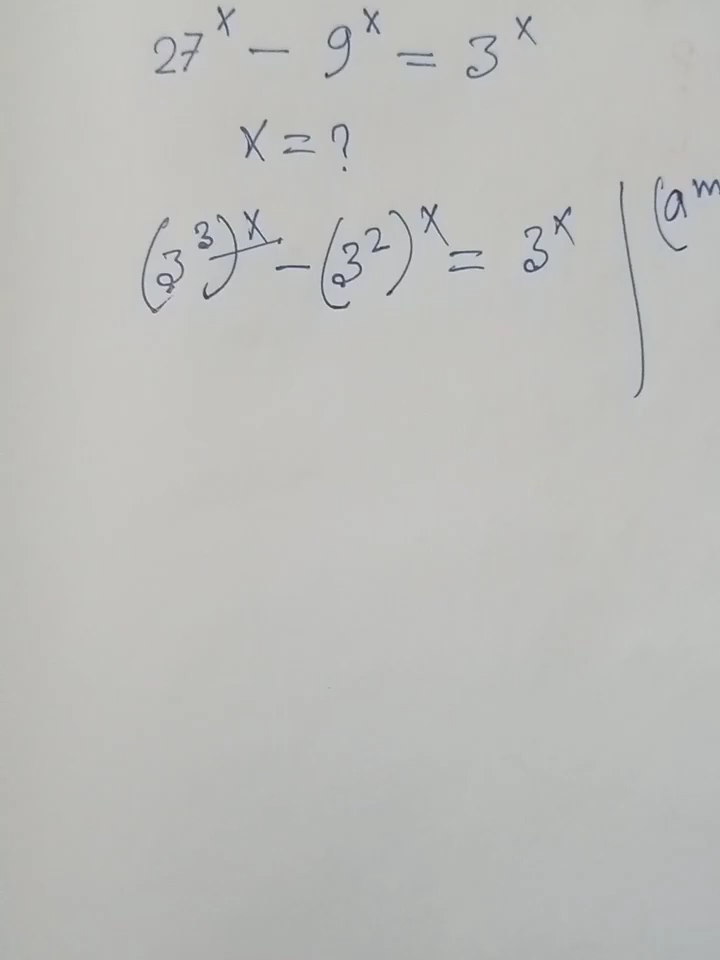 27^x - 9^x = 3^x
x = ?
(3^3)^x - (3^2)^x = 3^x | (a^m